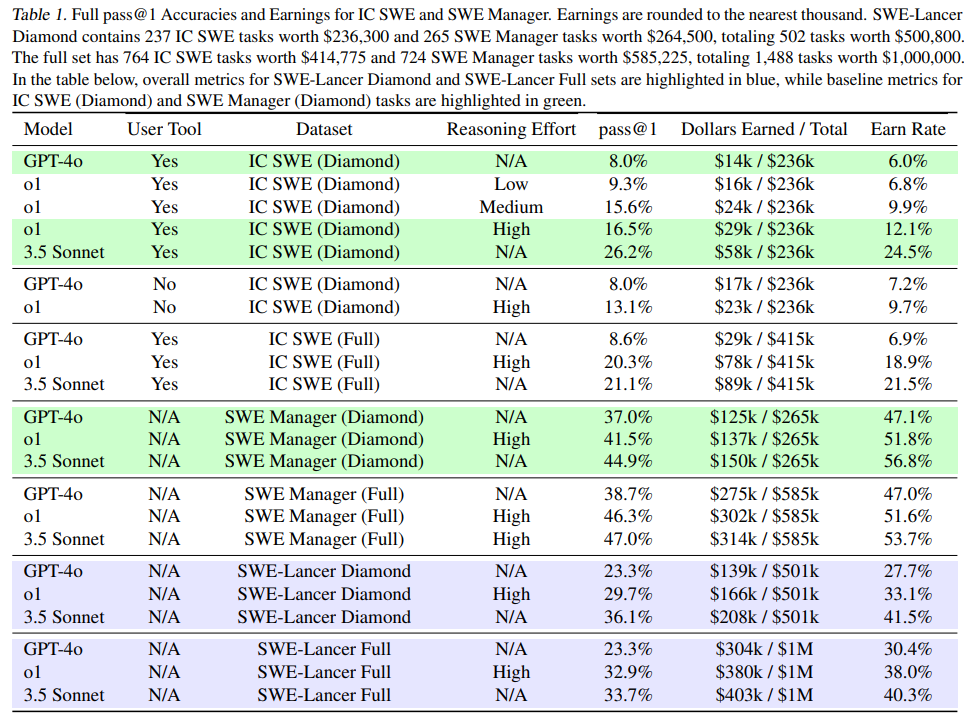 Table 1. Full pass@1 Accuracies and Earnings for IC SWE and SWE Manager. Earnings are rounded to the nearest thousand. SWE-Lancer
Diamond contains 237 IC SWE tasks worth $236,300 and 265 SWE Manager tasks worth $264,500, totaling 502 tasks worth $500,800.
The full set has 764 IC SWE tasks worth $414,775 and 724 SWE Manager tasks worth $585,225, totaling 1,488 tasks worth $1,000,000.
In the table below, overall metrics for SWE-Lancer Diamond and SWE-Lancer Full sets are highlighted in blue, while baseline metrics for
IC SWE (Diamond) and SWE Manager (Diamond) tasks are highlighted in green.
Model User Tool Dataset Reasoning Effort pass@1 Dollars Earned / Total Earn Rate
GPT-4o Yes IC SWE (Diamond) N/A 8.0% $14k / $236k 6.0%
o1 Yes IC SWE (Diamond) Low 9.3% $16k / $236k 6.8%
o1 Yes IC SWE (Diamond) Medium 15.6% $24k / $236k 9.9%
o1 Yes IC SWE (Diamond) High 16.5% $29k / $236k 12.1%
3.5 Sonnet Yes IC SWE (Diamond) N/A 26.2% $58k / $236k 24.5%
GPT-4o No IC SWE (Diamond) N/A 8.0% $17k / $236k 7.2%
o1 No IC SWE (Diamond) High 13.1% $23k / $236k 9.7%
GPT-4o Yes IC SWE (Full) N/A 8.6% $29k / $415k 6.9%
o1 Yes IC SWE (Full) High 20.3% $78k / $415k 18.9%
3.5 Sonnet Yes IC SWE (Full) N/A 21.1% $89k / $415k 21.5%
GPT-4o N/A SWE Manager (Diamond) N/A 37.0% $125k / $265k 47.1%
o1 N/A SWE Manager (Diamond) High 41.5% $137k / $265k 51.8%
3.5 Sonnet N/A SWE Manager (Diamond) N/A 44.9% $150k / $265k 56.8%
GPT-4o N/A SWE Manager (Full) N/A 38.7% $275k / $585k 47.0%
o1 N/A SWE Manager (Full) High 46.3% $302k / $585k 51.6%
3.5 Sonnet N/A SWE Manager (Full) High 47.0% $314k / $585k 53.7%
GPT-4o N/A SWE-Lancer Diamond N/A 23.3% $139k / $501k 27.7%
o1 N/A SWE-Lancer Diamond High 29.7% $166k / $501k 33.1%
3.5 Sonnet N/A SWE-Lancer Diamond N/A 36.1% $208k / $501k 41.5%
GPT-4o N/A SWE-Lancer Full N/A 23.3% $304k / $1M 30.4%
o1 N/A SWE-Lancer Full High 32.9% $380k / $1M 38.0%
3.5 Sonnet N/A SWE-Lancer Full N/A 33.7% $403k / $1M 40.3%